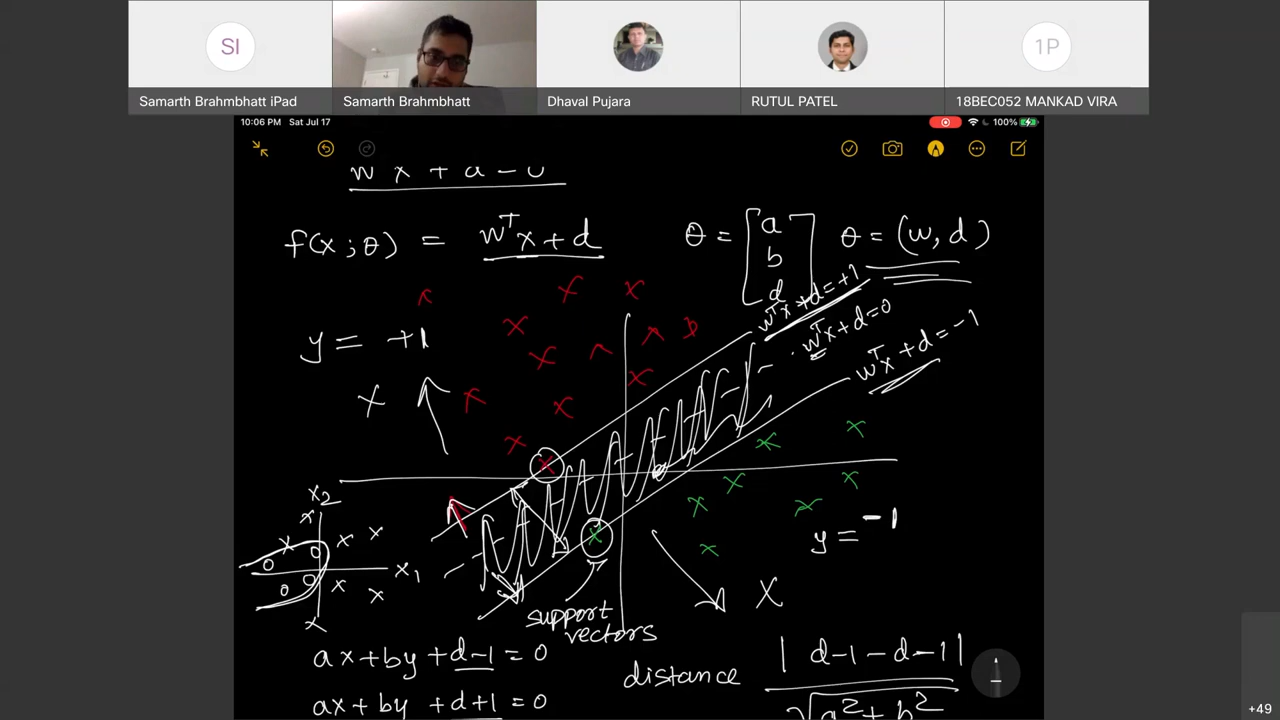 SI
1P
Samarth Brahmbhatt iPad
Samarth Brahmbhatt
Dhaval Pujara
RUTUL PATEL
18BEC052 MANKAD VIRA
10:06 PM Sat Jul 17
100%
f(x;θ) = wᵀx+d
θ = [a b d]
θ = (w, d)
wᵀx+d=+1
wᵀx+d=0
wᵀx+d=-1
y = +1
x
y = -1
x
x₂
x₁
support
vectors
ax+by+d-1=0
ax+by+d+1=0
distance
|d-1-d-1|
√a²+b²
+49